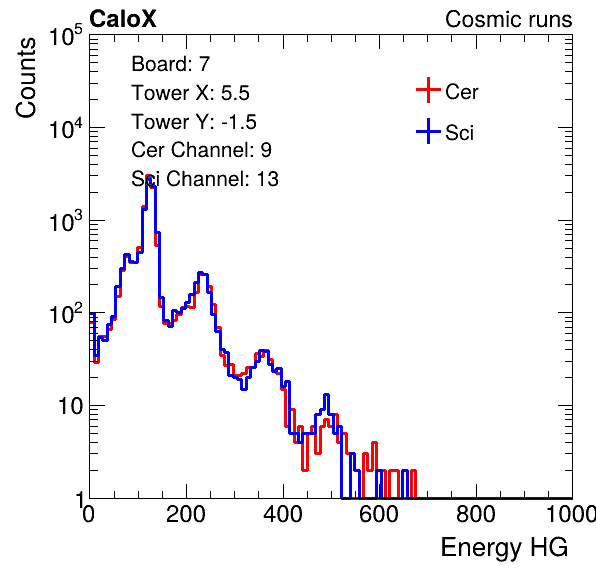 CaloX Cosmic runs
Counts
10^5
10^4
10^3
10^2
10
1
Board: 7
Tower X: 5.5
Tower Y: -1.5
Cer Channel: 9
Sci Channel: 13
Cer
Sci
0 200 400 600 800 1000
Energy HG